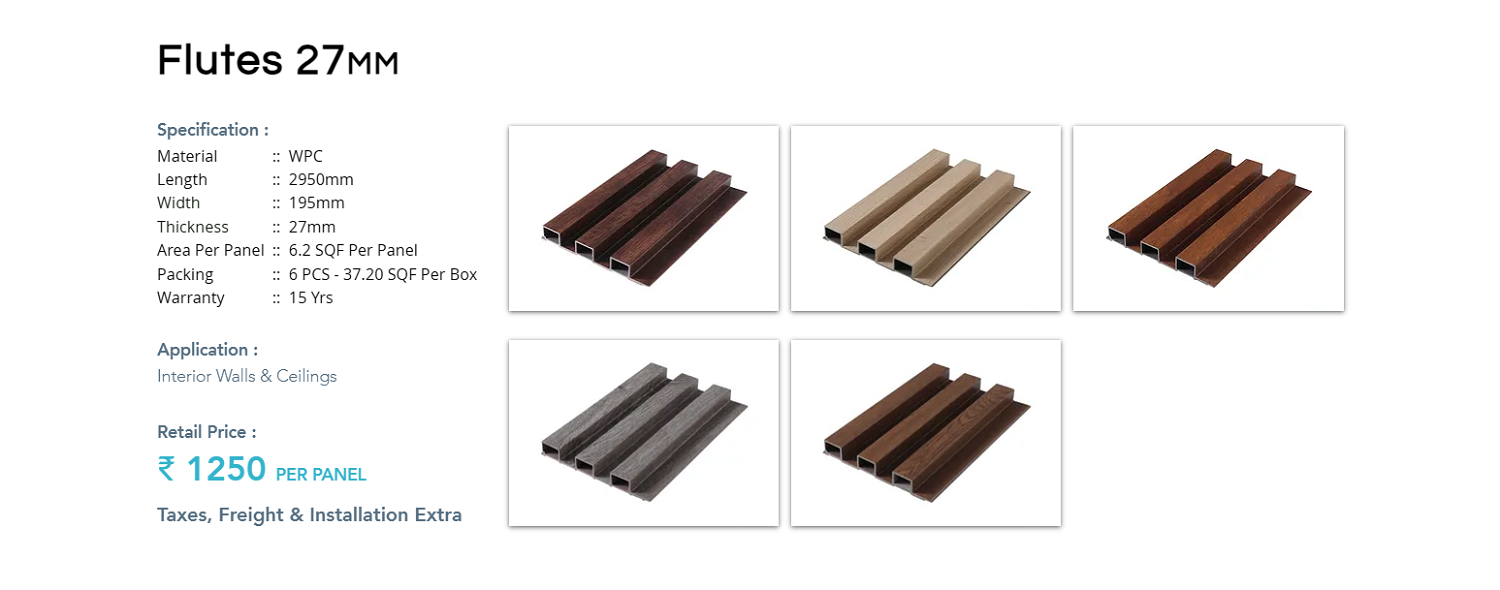 Flutes 27MM
Specification :
Material :: WPC
Length :: 2950mm
Width :: 195mm
Thickness :: 27mm
Area Per Panel :: 6.2 SQF Per Panel
Packing :: 6 PCS - 37.20 SQF Per Box
Warranty :: 15 Yrs
Application :
Interior Walls & Ceilings
Retail Price :
₹ 1250 PER PANEL
Taxes, Freight & Installation Extra